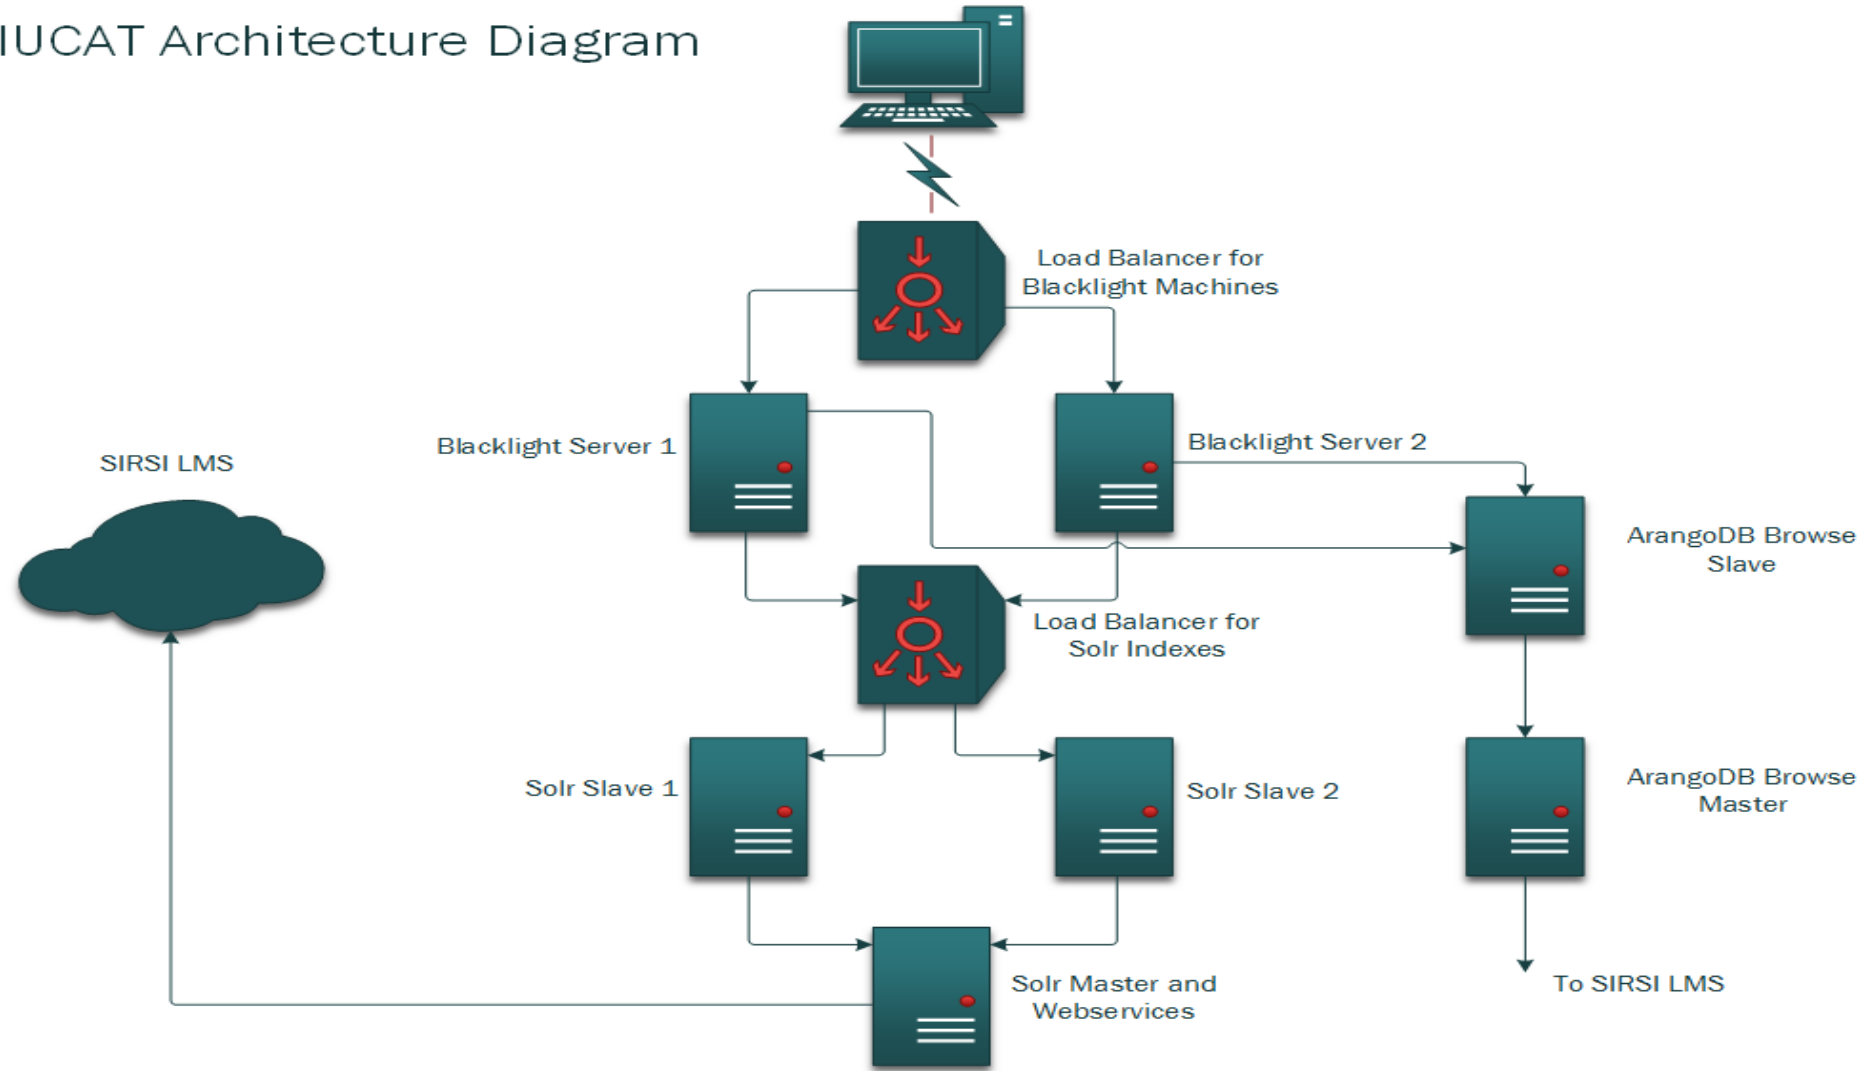 IUCAT Architecture Diagram
Load Balancer for
Blacklight Machines
Blacklight Server 1
Blacklight Server 2
SIRSI LMS
ArangoDB Browse
Slave
Load Balancer for
Solr Indexes
Solr Slave 1
Solr Slave 2
ArangoDB Browse
Master
Solr Master and
Webservices
To SIRSI LMS